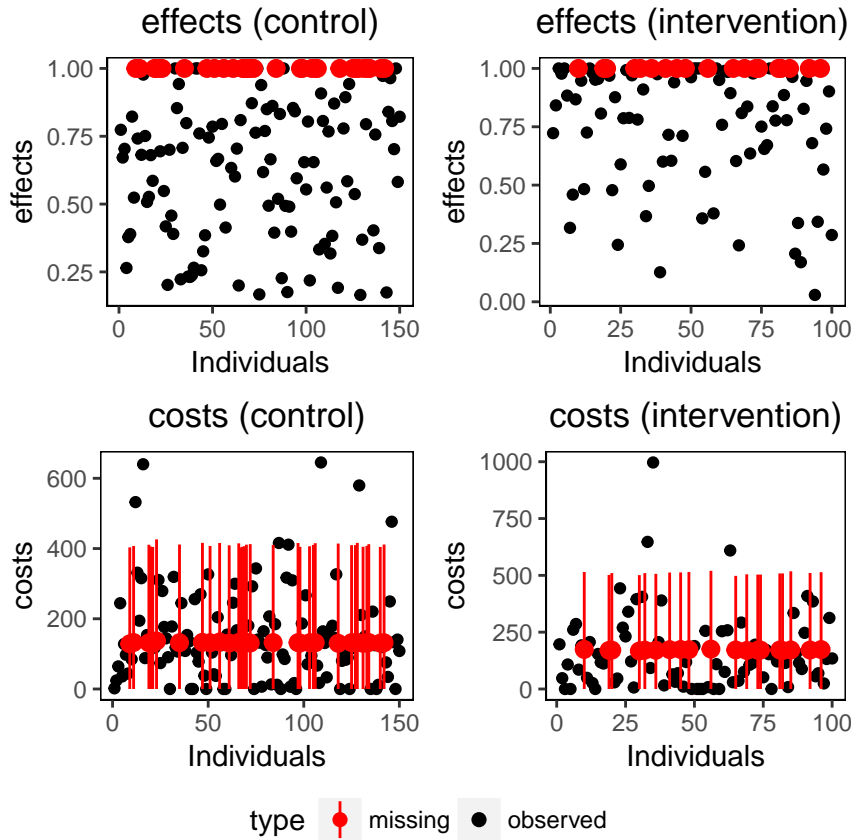 effects (control)
effects
1.00
0.75
0.50
0.25
0
50
100
150
Individuals
effects (intervention)
effects
1.00
0.75
0.50
0.25
0.00
0
25
50
75
100
Individuals
costs (control)
costs
600
400
200
0
0
50
100
150
Individuals
costs (intervention)
costs
1000
750
500
250
0
0
25
50
75
100
Individuals
type missing observed